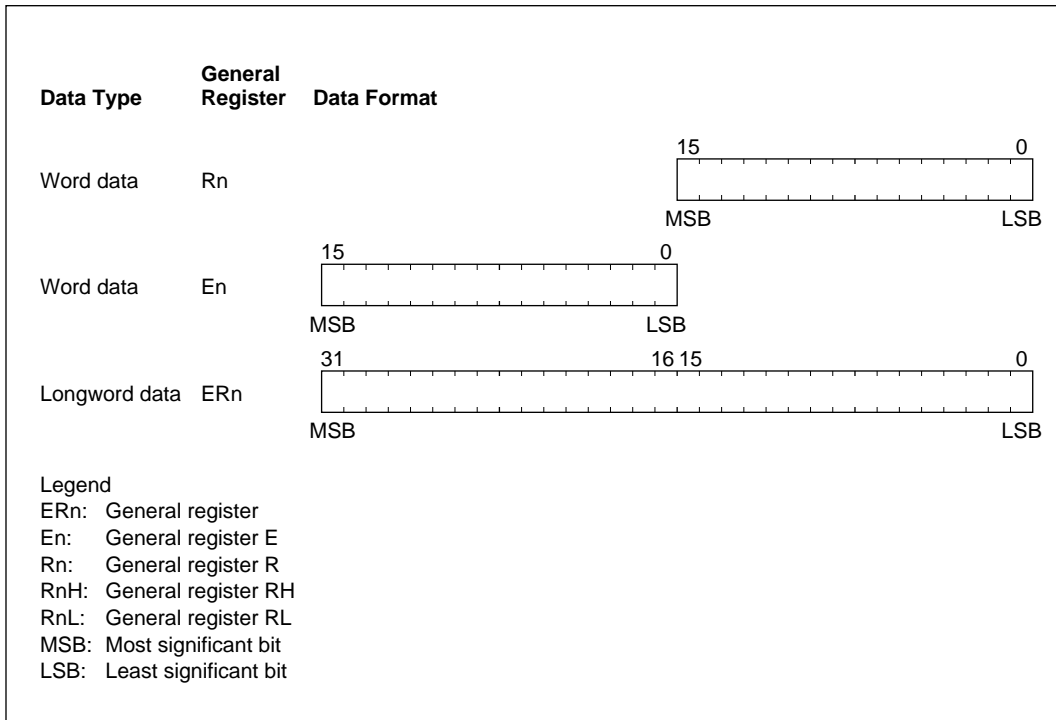 General
Data Type Register Data Format
15 0
Word data Rn
MSB LSB
15 0
Word data En
MSB LSB
31 16 15 0
Longword data ERn
MSB LSB
Legend
ERn: General register
En: General register E
Rn: General register R
RnH: General register RH
RnL: General register RL
MSB: Most significant bit
LSB: Least significant bit